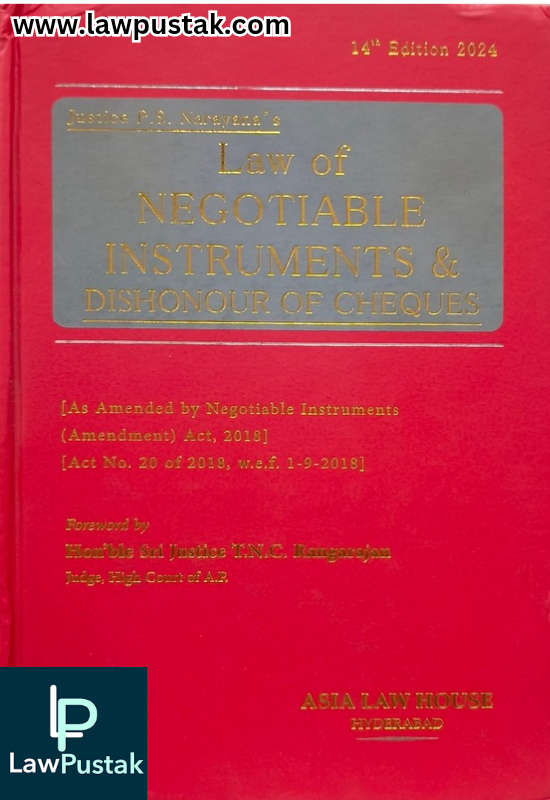 www.lawpustak.com
14th Edition 2024
Justice P.S. Narayana's
Law of
NEGOTIABLE
INSTRUMENTS &
DISHONOUR OF CHEQUES
[As Amended by Negotiable Instruments
(Amendment) Act, 2018]
[Act No. 20 of 2018, w.e.f. 1-9-2018]
Foreword by
Hon'ble Sri Justice T.N.C. Rangarajan
Judge, High Court of A.P.
ASIA LAW HOUSE
HYDERABAD
LP
LawPustak